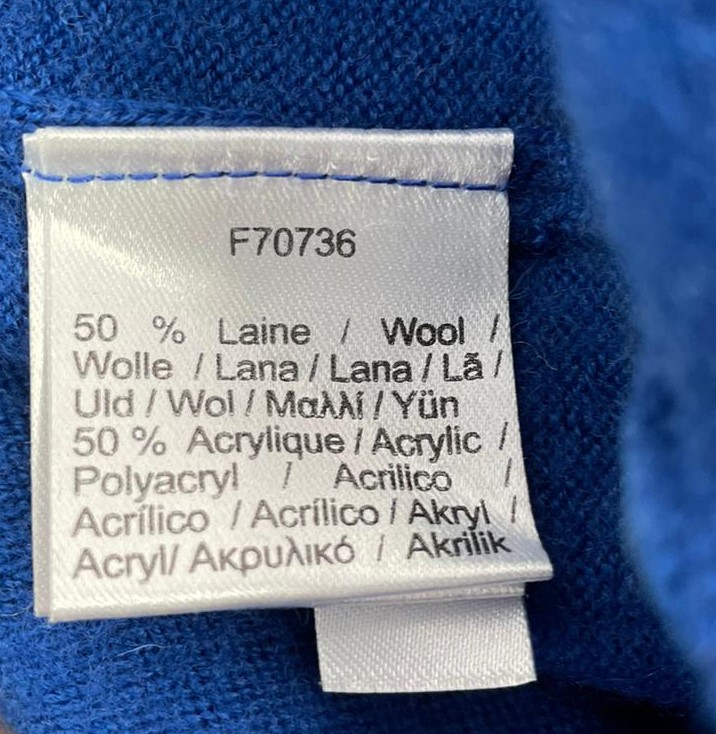 F70736
50 % Laine / Wool /
Wolle / Lana / Lana / Lã /
Uld / Wol / Μαλλί / Yün
50 % Acrylique / Acrylic /
Polyacryl / Acrilico /
Acrílico / Acrílico / Akryl /
Acryl/ Ακρυλικό / Akrilik